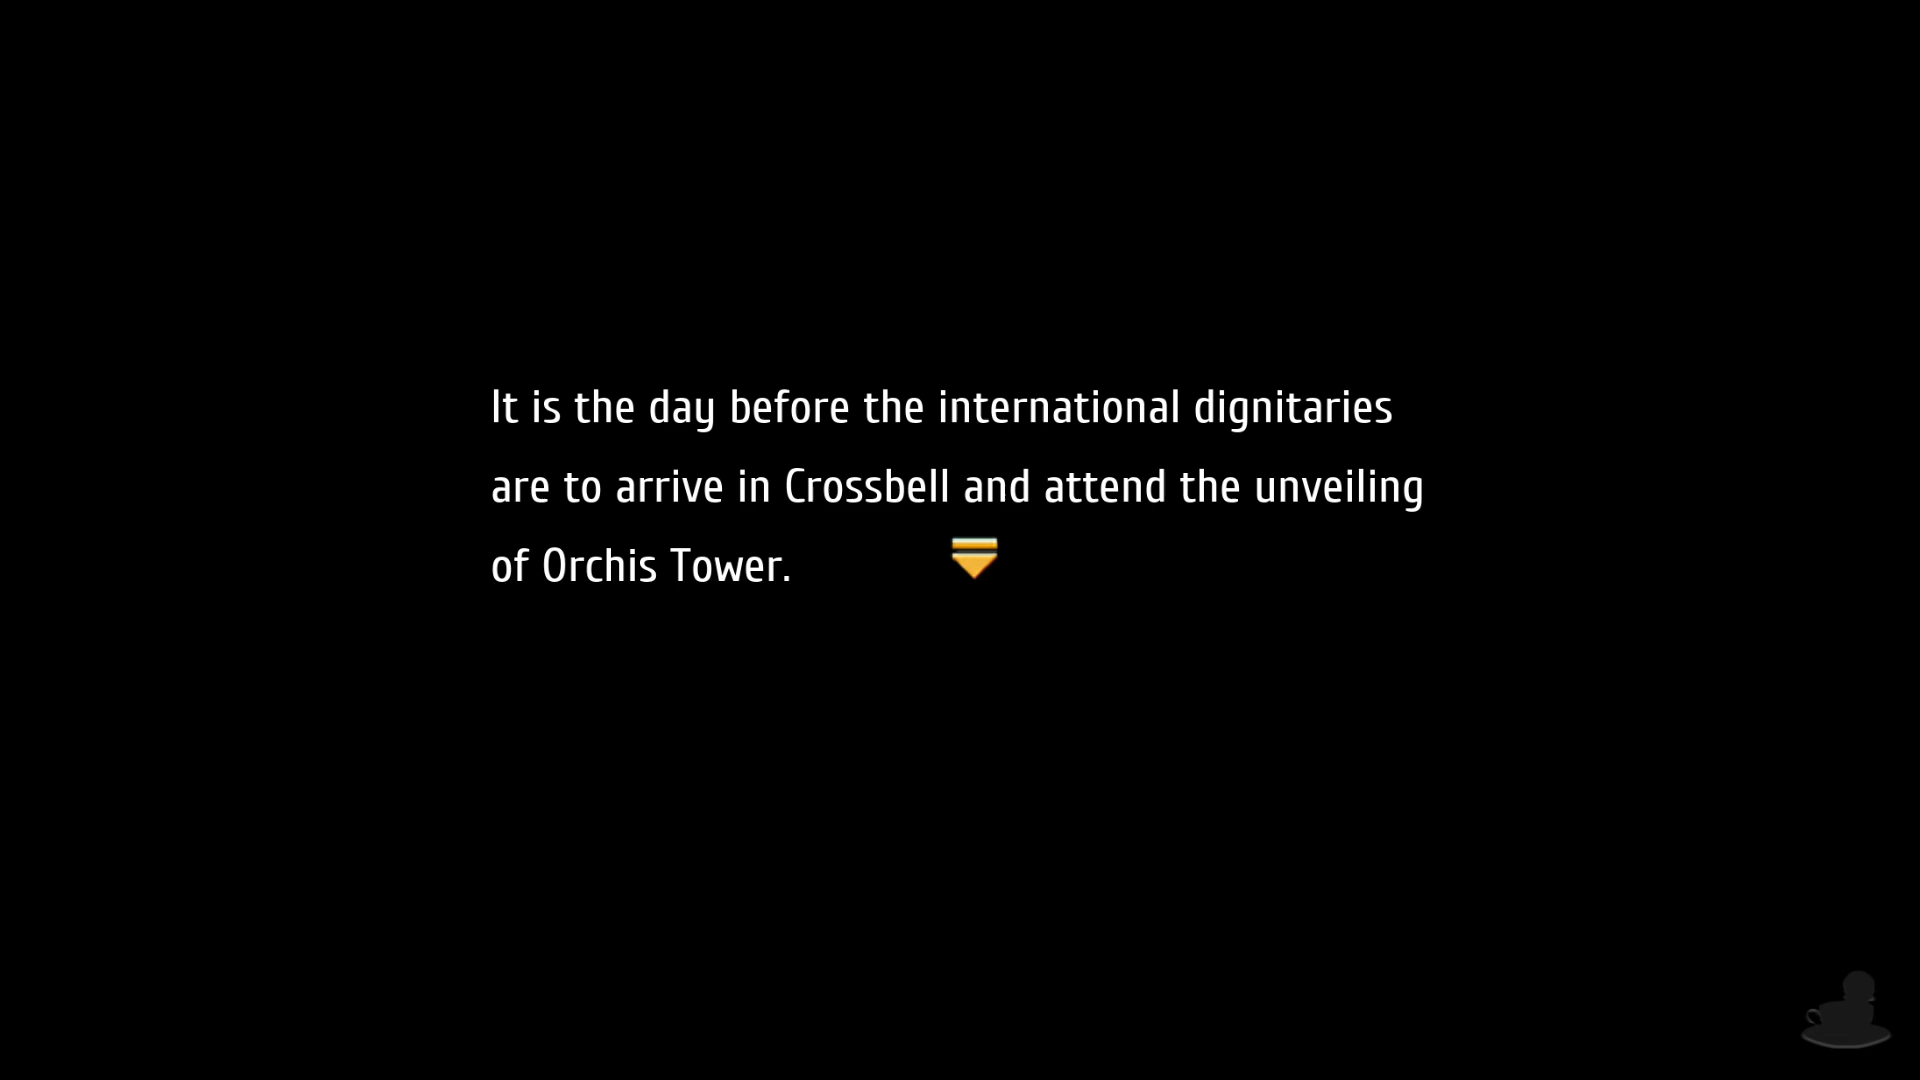 It is the day before the international dignitaries
are to arrive in Crossbell and attend the unveiling
of Orchis Tower.